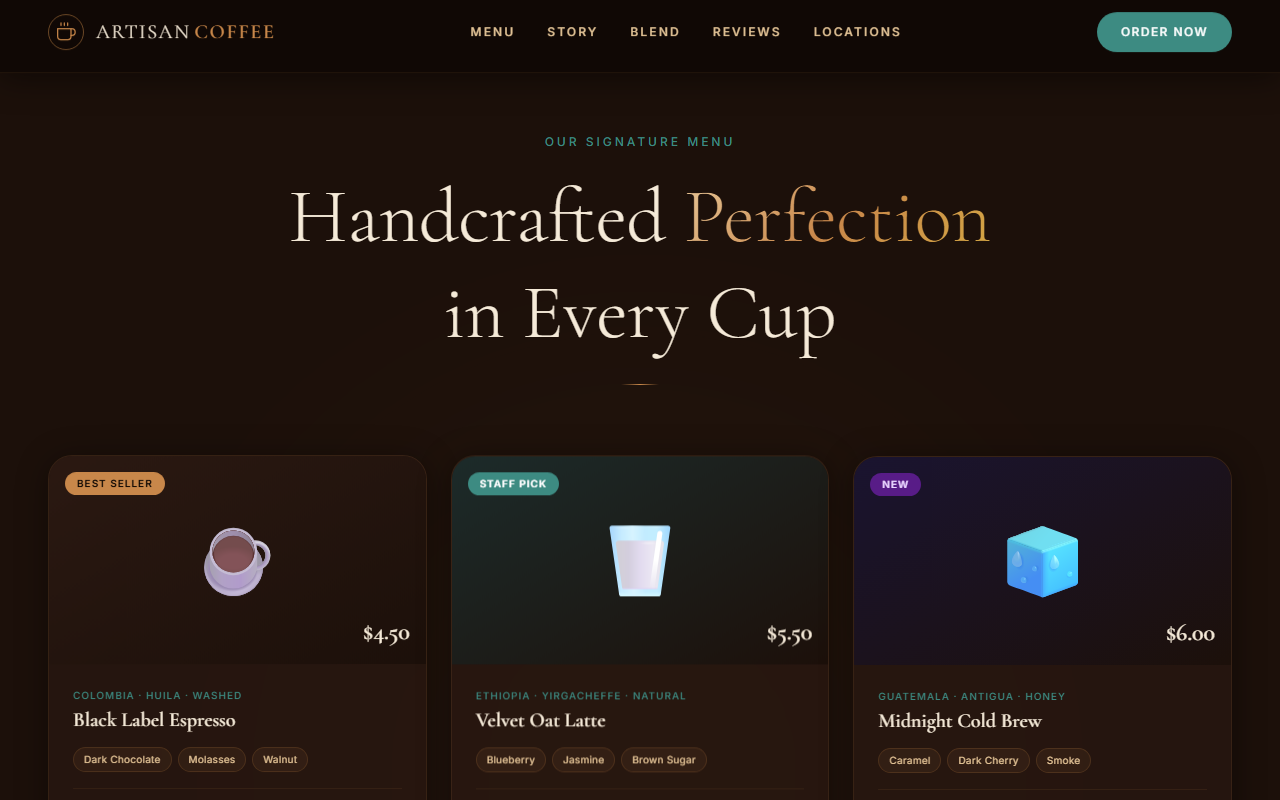 ARTISAN COFFEE
MENU
STORY
BLEND
REVIEWS
LOCATIONS
ORDER NOW
OUR SIGNATURE MENU
Handcrafted Perfection
in Every Cup
BEST SELLER
$4.50
COLOMBIA · HUILA · WASHED
Black Label Espresso
Dark Chocolate
Molasses
Walnut
STAFF PICK
$5.50
ETHIOPIA · YIRGACHEFFE · NATURAL
Velvet Oat Latte
Blueberry
Jasmine
Brown Sugar
NEW
$6.00
GUATEMALA · ANTIGUA · HONEY
Midnight Cold Brew
Caramel
Dark Cherry
Smoke